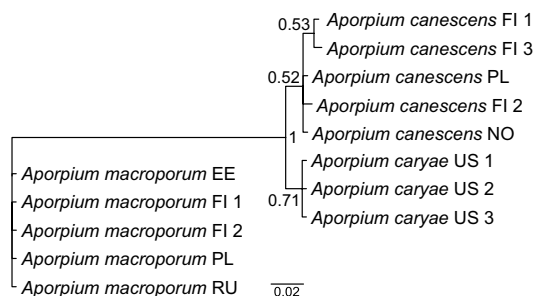 0.53
Aporpium canescens FI 1
Aporpium canescens FI 3
0.52
Aporpium canescens PL
Aporpium canescens FI 2
1
Aporpium canescens NO
Aporpium caryae US 1
Aporpium macroporum EE
Aporpium caryae US 2
0.71
Aporpium macroporum FI 1
Aporpium caryae US 3
Aporpium macroporum FI 2
Aporpium macroporum PL
Aporpium macroporum RU
0.02